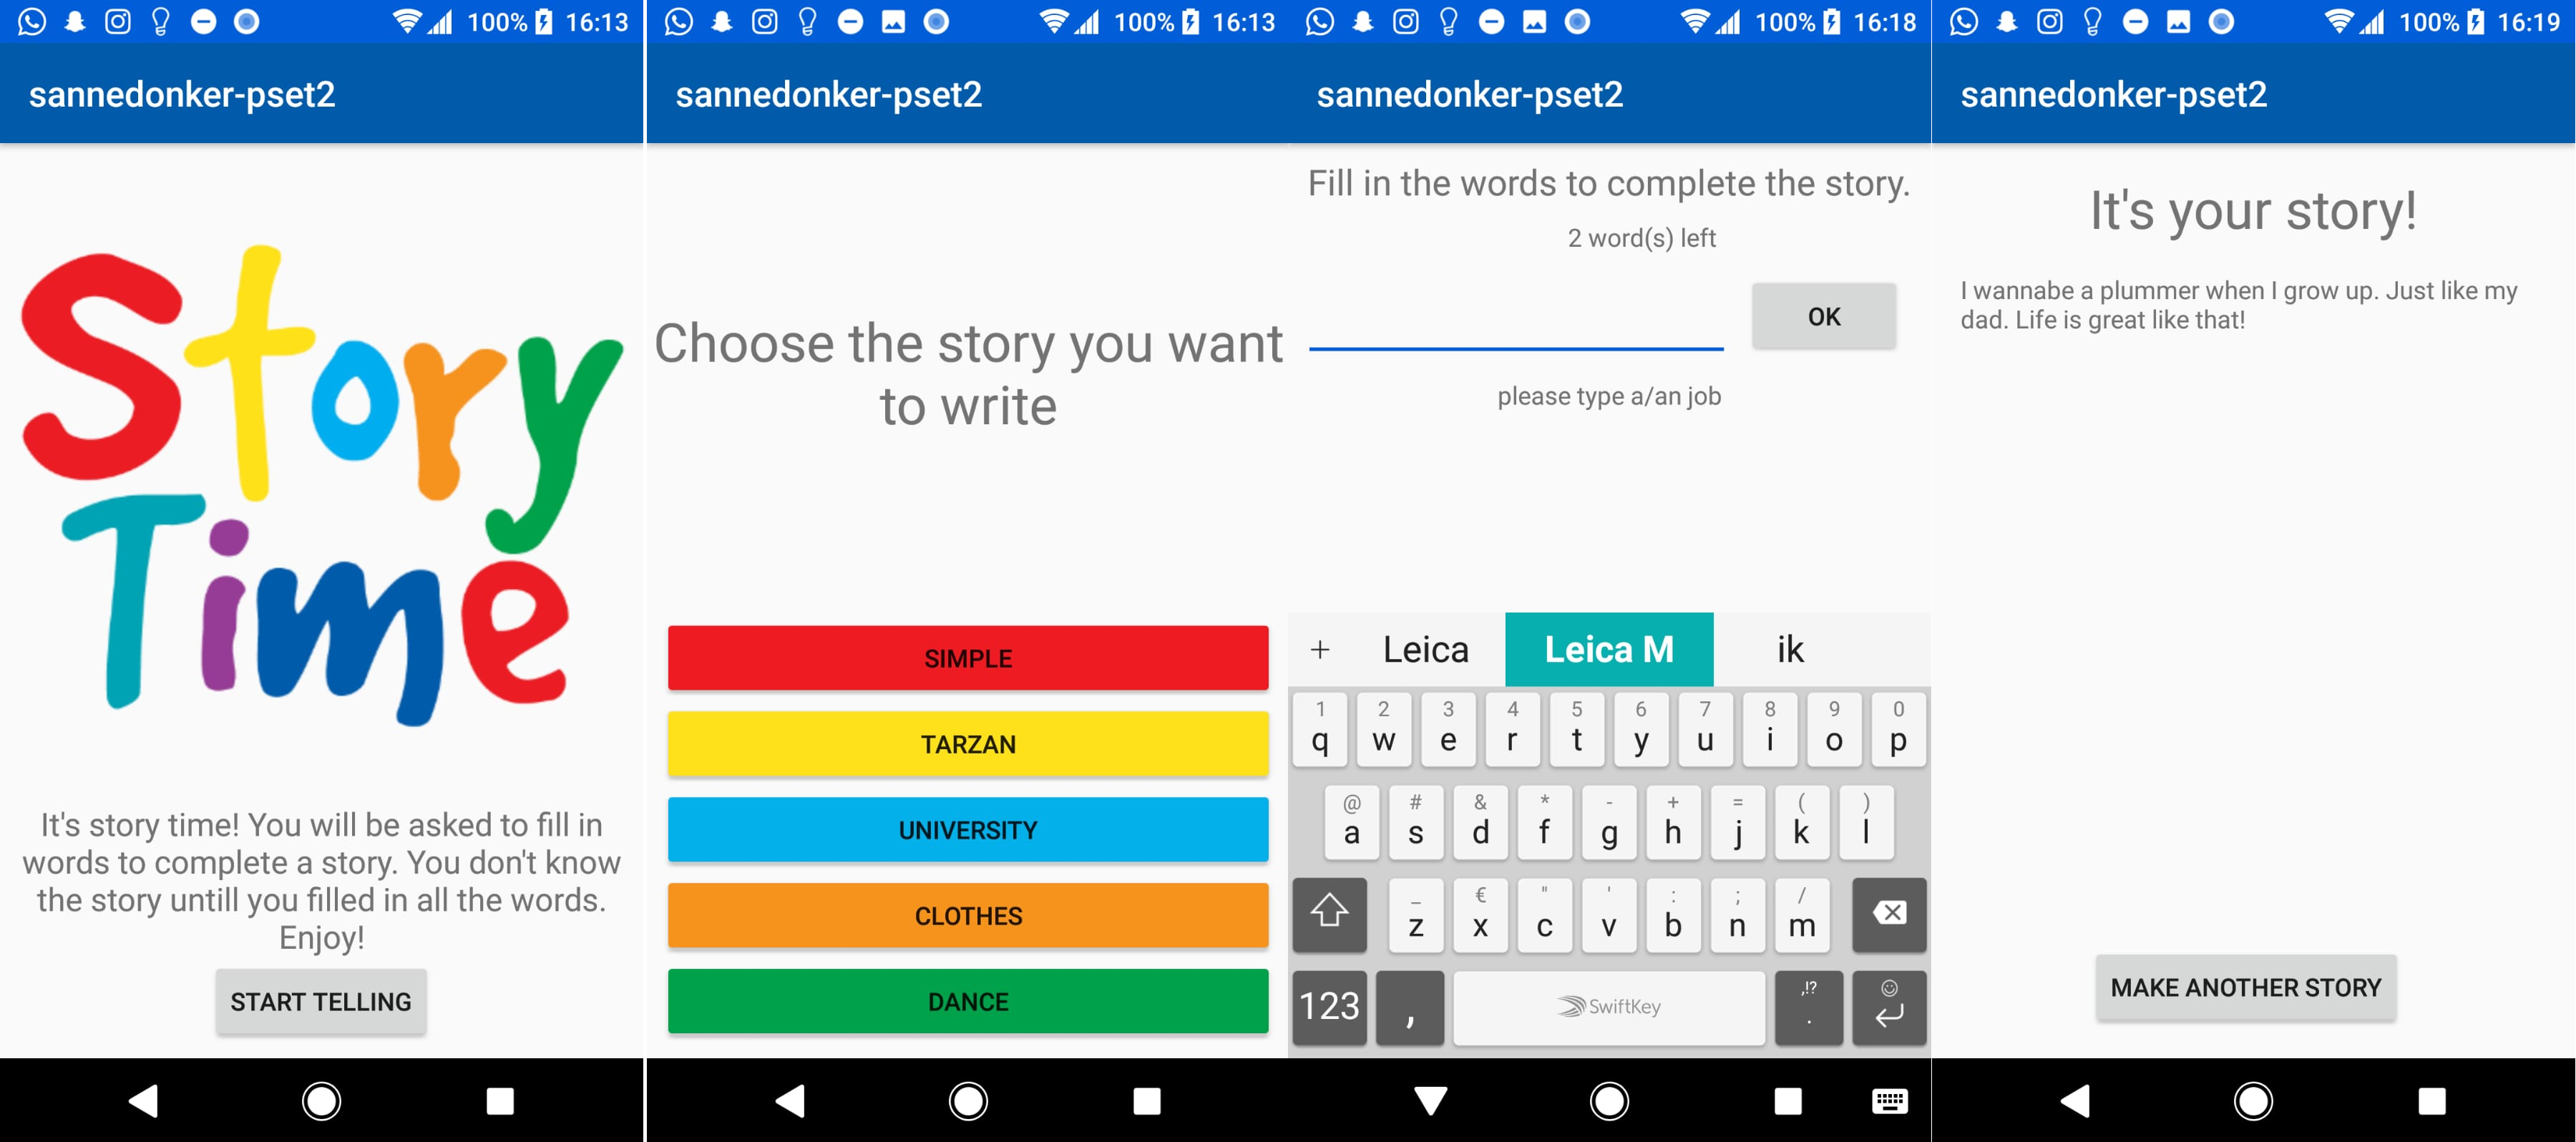 100% 16:13
sannedonker-pset2
Story
Time
It's story time! You will be asked to fill in
words to complete a story. You don't know
the story untill you filled in all the words.
Enjoy!
START TELLING
100% 16:13
sannedonker-pset2
Choose the story you want
to write
SIMPLE
TARZAN
UNIVERSITY
CLOTHES
DANCE
100% 16:18
sannedonker-pset2
Fill in the words to complete the story.
2 word(s) left
OK
please type a/an job
+ Leica Leica M ik
1 2 3 4 5 6 7 8 9 0
q w e r t y u i o p
@ # & * - + = ( )
a s d f g h j k l
_ € " ' : ; /
z x c v b n m
123 , SwiftKey ,!? .
100% 16:19
sannedonker-pset2
It's your story!
I wannabe a plummer when I grow up. Just like my
dad. Life is great like that!
MAKE ANOTHER STORY